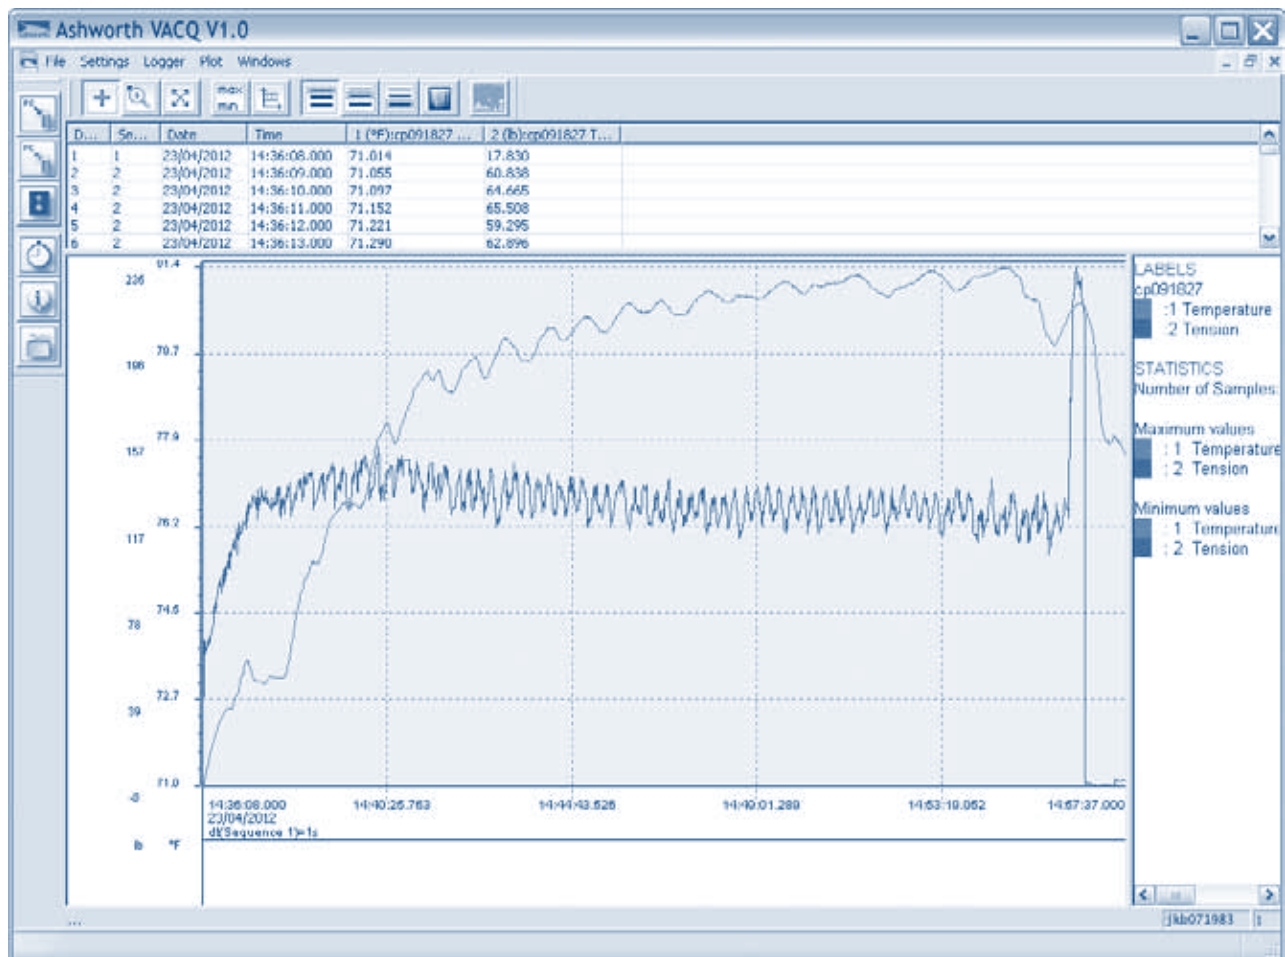 Ashworth VACQ V1.0
File Settings Logger Plot Windows
max
min
D... Se... Date Time 1 (°F):cp091827 ... 2 (lb):cp091827 T...
1 1 23/04/2012 14:36:08.000 71.014 17.830
2 2 23/04/2012 14:36:09.000 71.055 60.838
3 2 23/04/2012 14:36:10.000 71.097 64.665
4 2 23/04/2012 14:36:11.000 71.152 65.508
5 2 23/04/2012 14:36:12.000 71.221 59.295
6 2 23/04/2012 14:36:13.000 71.290 62.896
81.4
235
79.7
196
77.9
157
76.2
117
74.5
78
72.7
39
71.0
-0
lb °F
14:36:08.000 14:40:25.763 14:44:43.526 14:49:01.289 14:53:19.052 14:57:37.000
23/04/2012
dt(Sequence 1)=1s
LABELS
cp091827
:1 Temperature
:2 Tension
STATISTICS
Number of Samples:
Maximum values
: 1 Temperature
: 2 Tension
Minimum values
: 1 Temperature
: 2 Tension
...
jkb071983